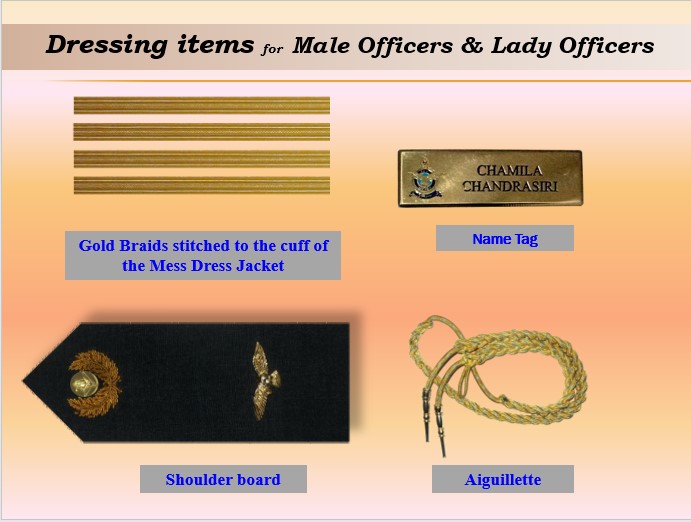 Dressing items for Male Officers & Lady Officers
CHAMILA
CHANDRASIRI
Gold Braids stitched to the cuff of
the Mess Dress Jacket
Name Tag
Shoulder board
Aiguillette